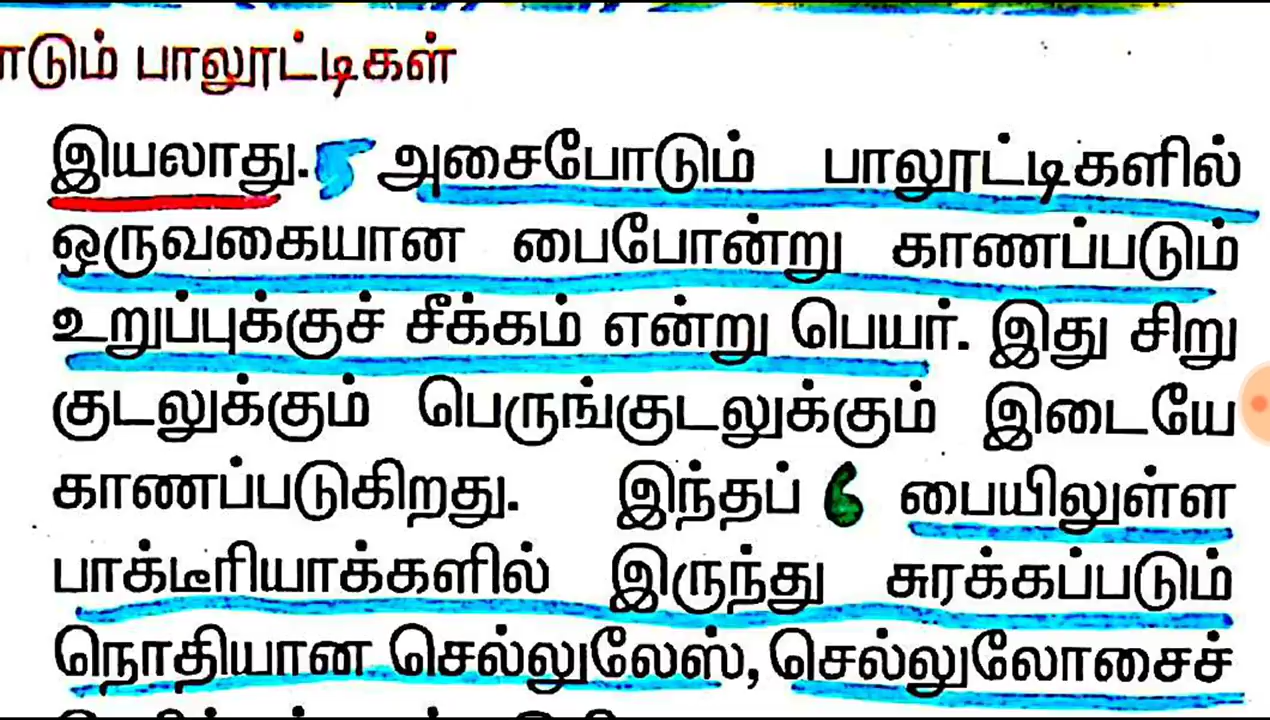 பாலூட்டிகள்
இயலாது. 5 அசைபோடும் பாலூட்டிகளில்
ஒருவகையான பைபோன்று காணப்படும்
உறுப்புக்குச் சீக்கம் என்று பெயர். இது சிறு
குடலுக்கும் பெருங்குடலுக்கும் இடையே
காணப்படுகிறது. இந்தப் 6 பையிலுள்ள
பாக்டீரியாக்களில் இருந்து சுரக்கப்படும்
நொதியான செல்லுலேஸ், செல்லுலோசைச்